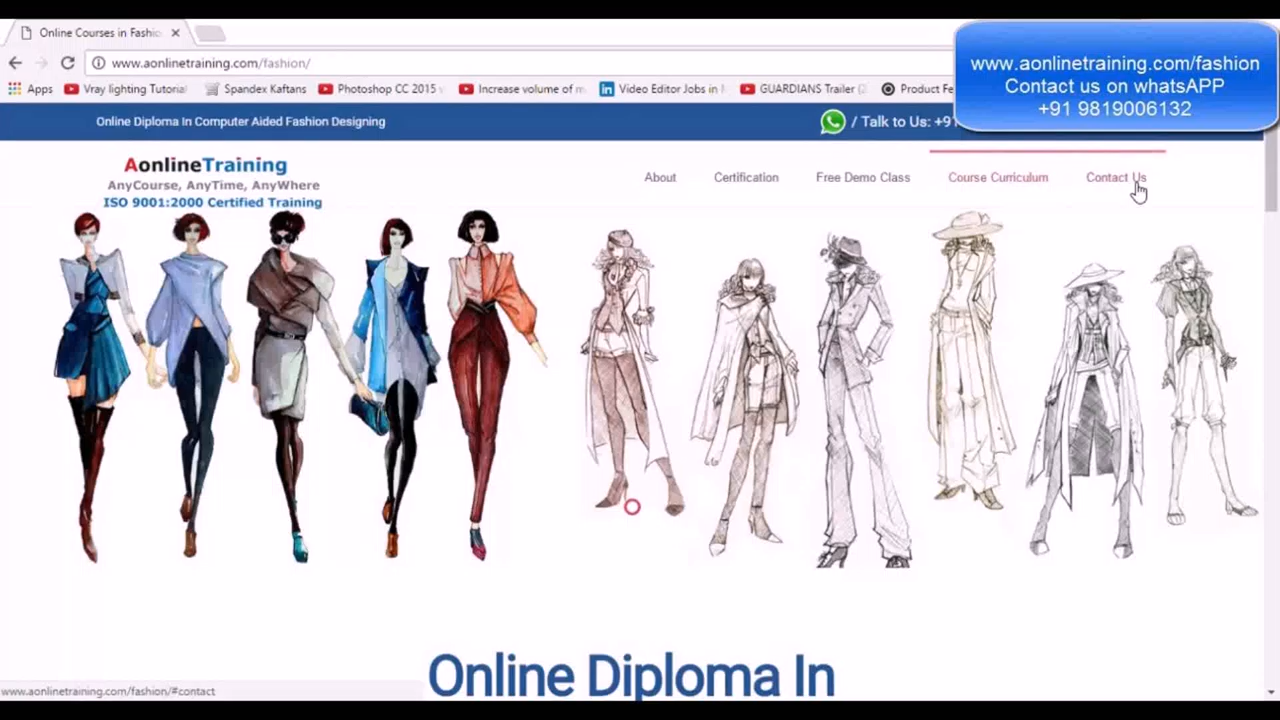 Online Courses in Fashio
www.aonlinetraining.com/fashion/
Apps
Vray lighting Tutorial
Spandex Kaftans
Photoshop CC 2015
Increase volume of m
Video Editor Jobs in
GUARDIANS Trailer (2
Product Fe
www.aonlinetraining.com/fashion
Contact us on whatsAPP
+91 9819006132
Online Diploma In Computer Aided Fashion Designing
/ Talk to Us: +91
AonlineTraining
AnyCourse, AnyTime, AnyWhere
ISO 9001:2000 Certified Training
About
Certification
Free Demo Class
Course Curriculum
Contact Us
Online Diploma In
www.aonlinetraining.com/fashion/#contact